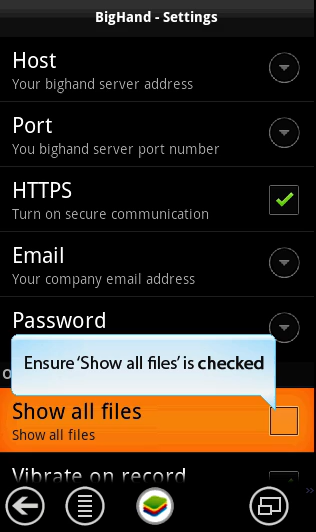 BigHand - Settings
Host
Your bighand server address
Port
You bighand server port number
HTTPS
Turn on secure communication
Email
Your company email address
Password
Ensure ‘Show all files’ is checked
Show all files
Show all files
Vibrate on record